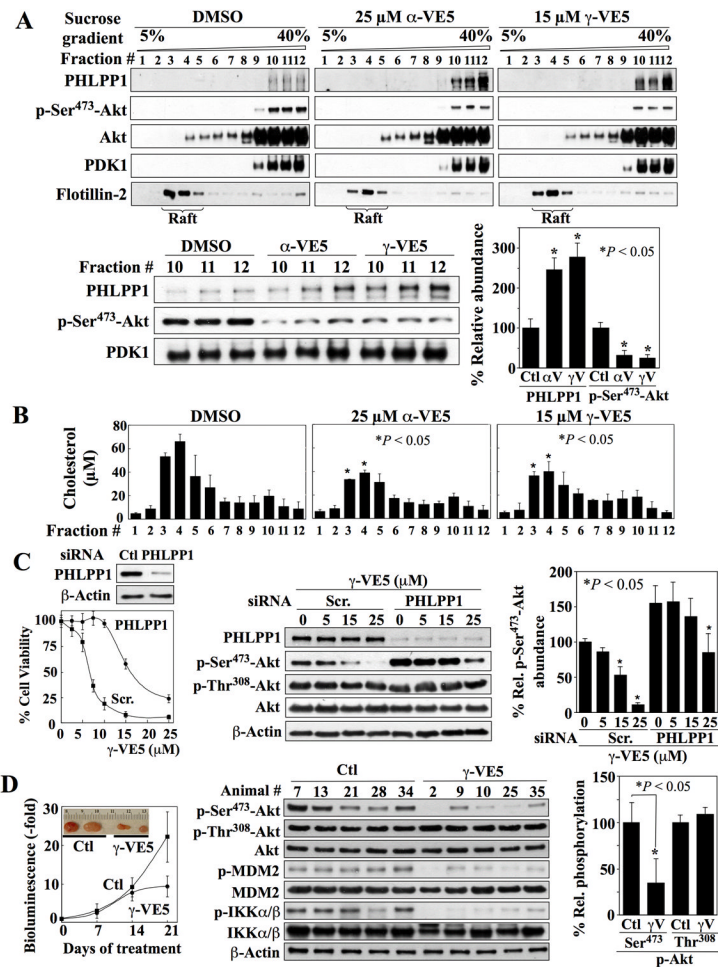 A
Sucrose gradient
DMSO
25 µM α-VE5
15 µM γ-VE5
5% 40% 5% 40% 5% 40%
Fraction # 1 2 3 4 5 6 7 8 9 10 11 12 1 2 3 4 5 6 7 8 9 10 11 12 1 2 3 4 5 6 7 8 9 10 11 12
PHLPP1
p-Ser473-Akt
Akt
PDK1
Flotillin-2
Raft Raft Raft
DMSO α-VE5 γ-VE5
Fraction # 10 11 12 10 11 12 10 11 12
PHLPP1
p-Ser473-Akt
PDK1
% Relative abundance
300
200
100
0
*P < 0.05
* * * *
Ctl αV γV Ctl αV γV
PHLPP1 p-Ser473-Akt
B
DMSO
25 µM α-VE5
15 µM γ-VE5
Cholesterol (µM)
80
60
40
20
0
*P < 0.05
*P < 0.05
* * * *
Fraction # 1 2 3 4 5 6 7 8 9 10 11 12 1 2 3 4 5 6 7 8 9 10 11 12 1 2 3 4 5 6 7 8 9 10 11 12
C
siRNA Ctl PHLPP1
PHLPP1
β-Actin
% Cell Viability
100
75
50
25
0
PHLPP1
Scr.
0 5 10 15 20 25
γ-VE5 (µM)
γ-VE5 (µM)
siRNA Scr. PHLPP1
0 5 15 25 0 5 15 25
PHLPP1
p-Ser473-Akt
p-Thr308-Akt
Akt
β-Actin
% Rel. p-Ser473-Akt abundance
200
150
100
50
0
*P < 0.05
* * *
0 5 15 25 0 5 15 25
siRNA Scr. PHLPP1
γ-VE5 (µM)
D
Bioluminescence (-fold)
30
20
10
0
Ctl γ-VE5
Ctl
γ-VE5
0 7 14 21
Days of treatment
Ctl γ-VE5
Animal # 7 13 21 28 34 2 9 10 25 35
p-Ser473-Akt
p-Thr308-Akt
Akt
p-MDM2
MDM2
p-IKKα/β
IKKα/β
β-Actin
% Rel. phosphorylation
150
100
50
0
*P < 0.05
*
Ctl γV Ctl γV
Ser473 Thr308
p-Akt